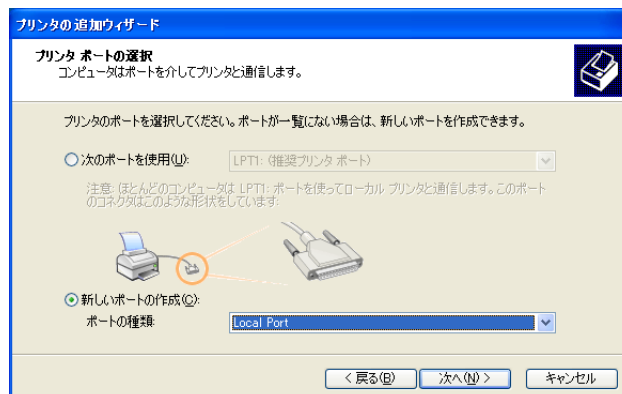 プリンタの追加ウィザード
プリンタ ポートの選択
コンピュータはポートを介してプリンタと通信します。
プリンタのポートを選択してください。ポートが一覧にない場合は、新しいポートを作成できます。
次のポートを使用(U):
LPT1: (推奨プリンタ ポート)
注意: ほとんどのコンピュータは LPT1: ポートを使ってローカル プリンタと通信します。このポート
のコネクタはこのような形状をしています:
新しいポートの作成(C):
ポートの種類:
Local Port
< 戻る(B)
次へ(N) >
キャンセル